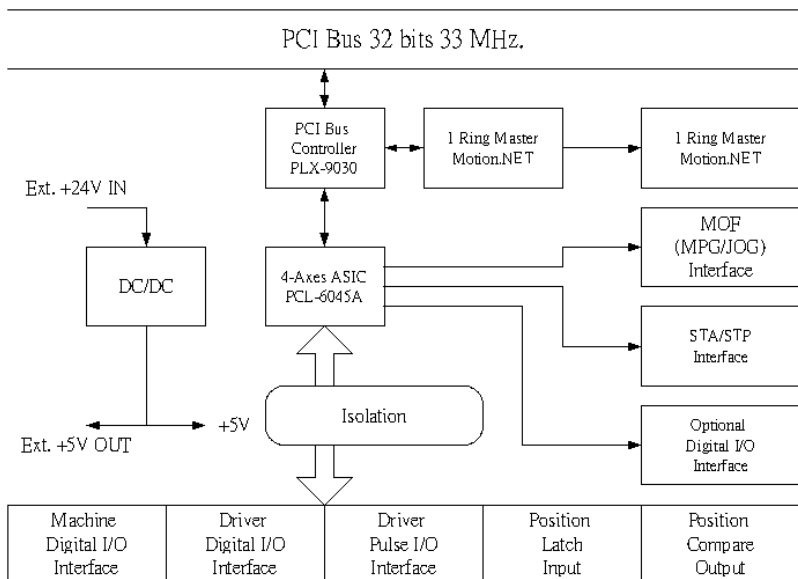 PCI Bus 32 bits 33 MHz.
PCI Bus
Controller
PLX-9030
1 Ring Master
Motion.NET
1 Ring Master
Motion.NET
Ext. +24V IN
DC/DC
4-Axes ASIC
PCL-6045A
MOF
(MPG/JOG)
Interface
STA/STP
Interface
Isolation
Ext. +5V OUT
+5V
Optional
Digital I/O
Interface
Machine
Digital I/O
Interface
Driver
Digital I/O
Interface
Driver
Pulse I/O
Interface
Position
Latch
Input
Position
Compare
Output